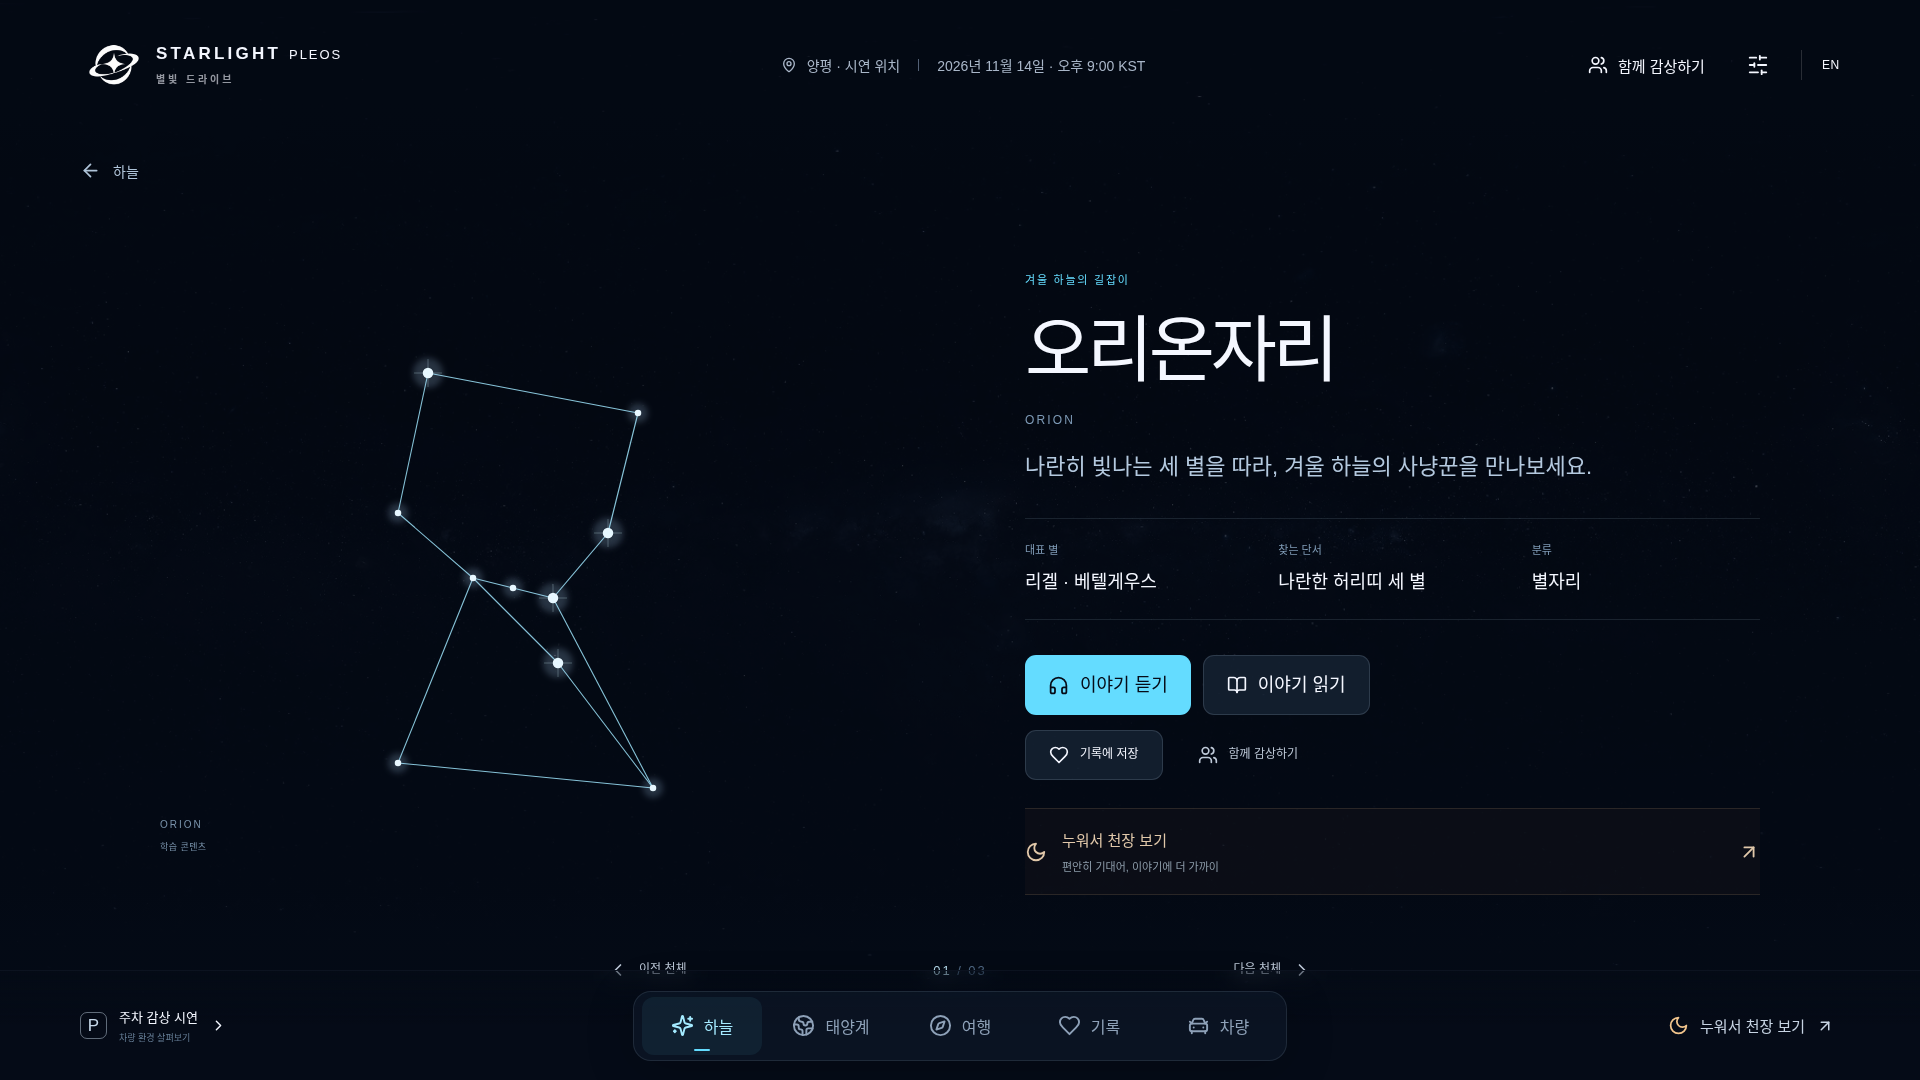 STARLIGHT PLEOS
별빛 드라이브
양평 · 시연 위치
2026년 11월 14일 · 오후 9:00 KST
함께 감상하기
EN
하늘
겨울 하늘의 길잡이
오리온자리
ORION
나란히 빛나는 세 별을 따라, 겨울 하늘의 사냥꾼을 만나보세요.
대표 별
리겔 · 베텔게우스
찾는 단서
나란한 허리띠 세 별
분류
별자리
이야기 듣기
이야기 읽기
기록에 저장
함께 감상하기
누워서 천장 보기
편안히 기대어, 이야기에 더 가까이
ORION
학습 콘텐츠
이전 천체
01 / 03
다음 천체
P
주차 감상 시연
차량 환경 살펴보기
하늘
태양계
여행
기록
차량
누워서 천장 보기